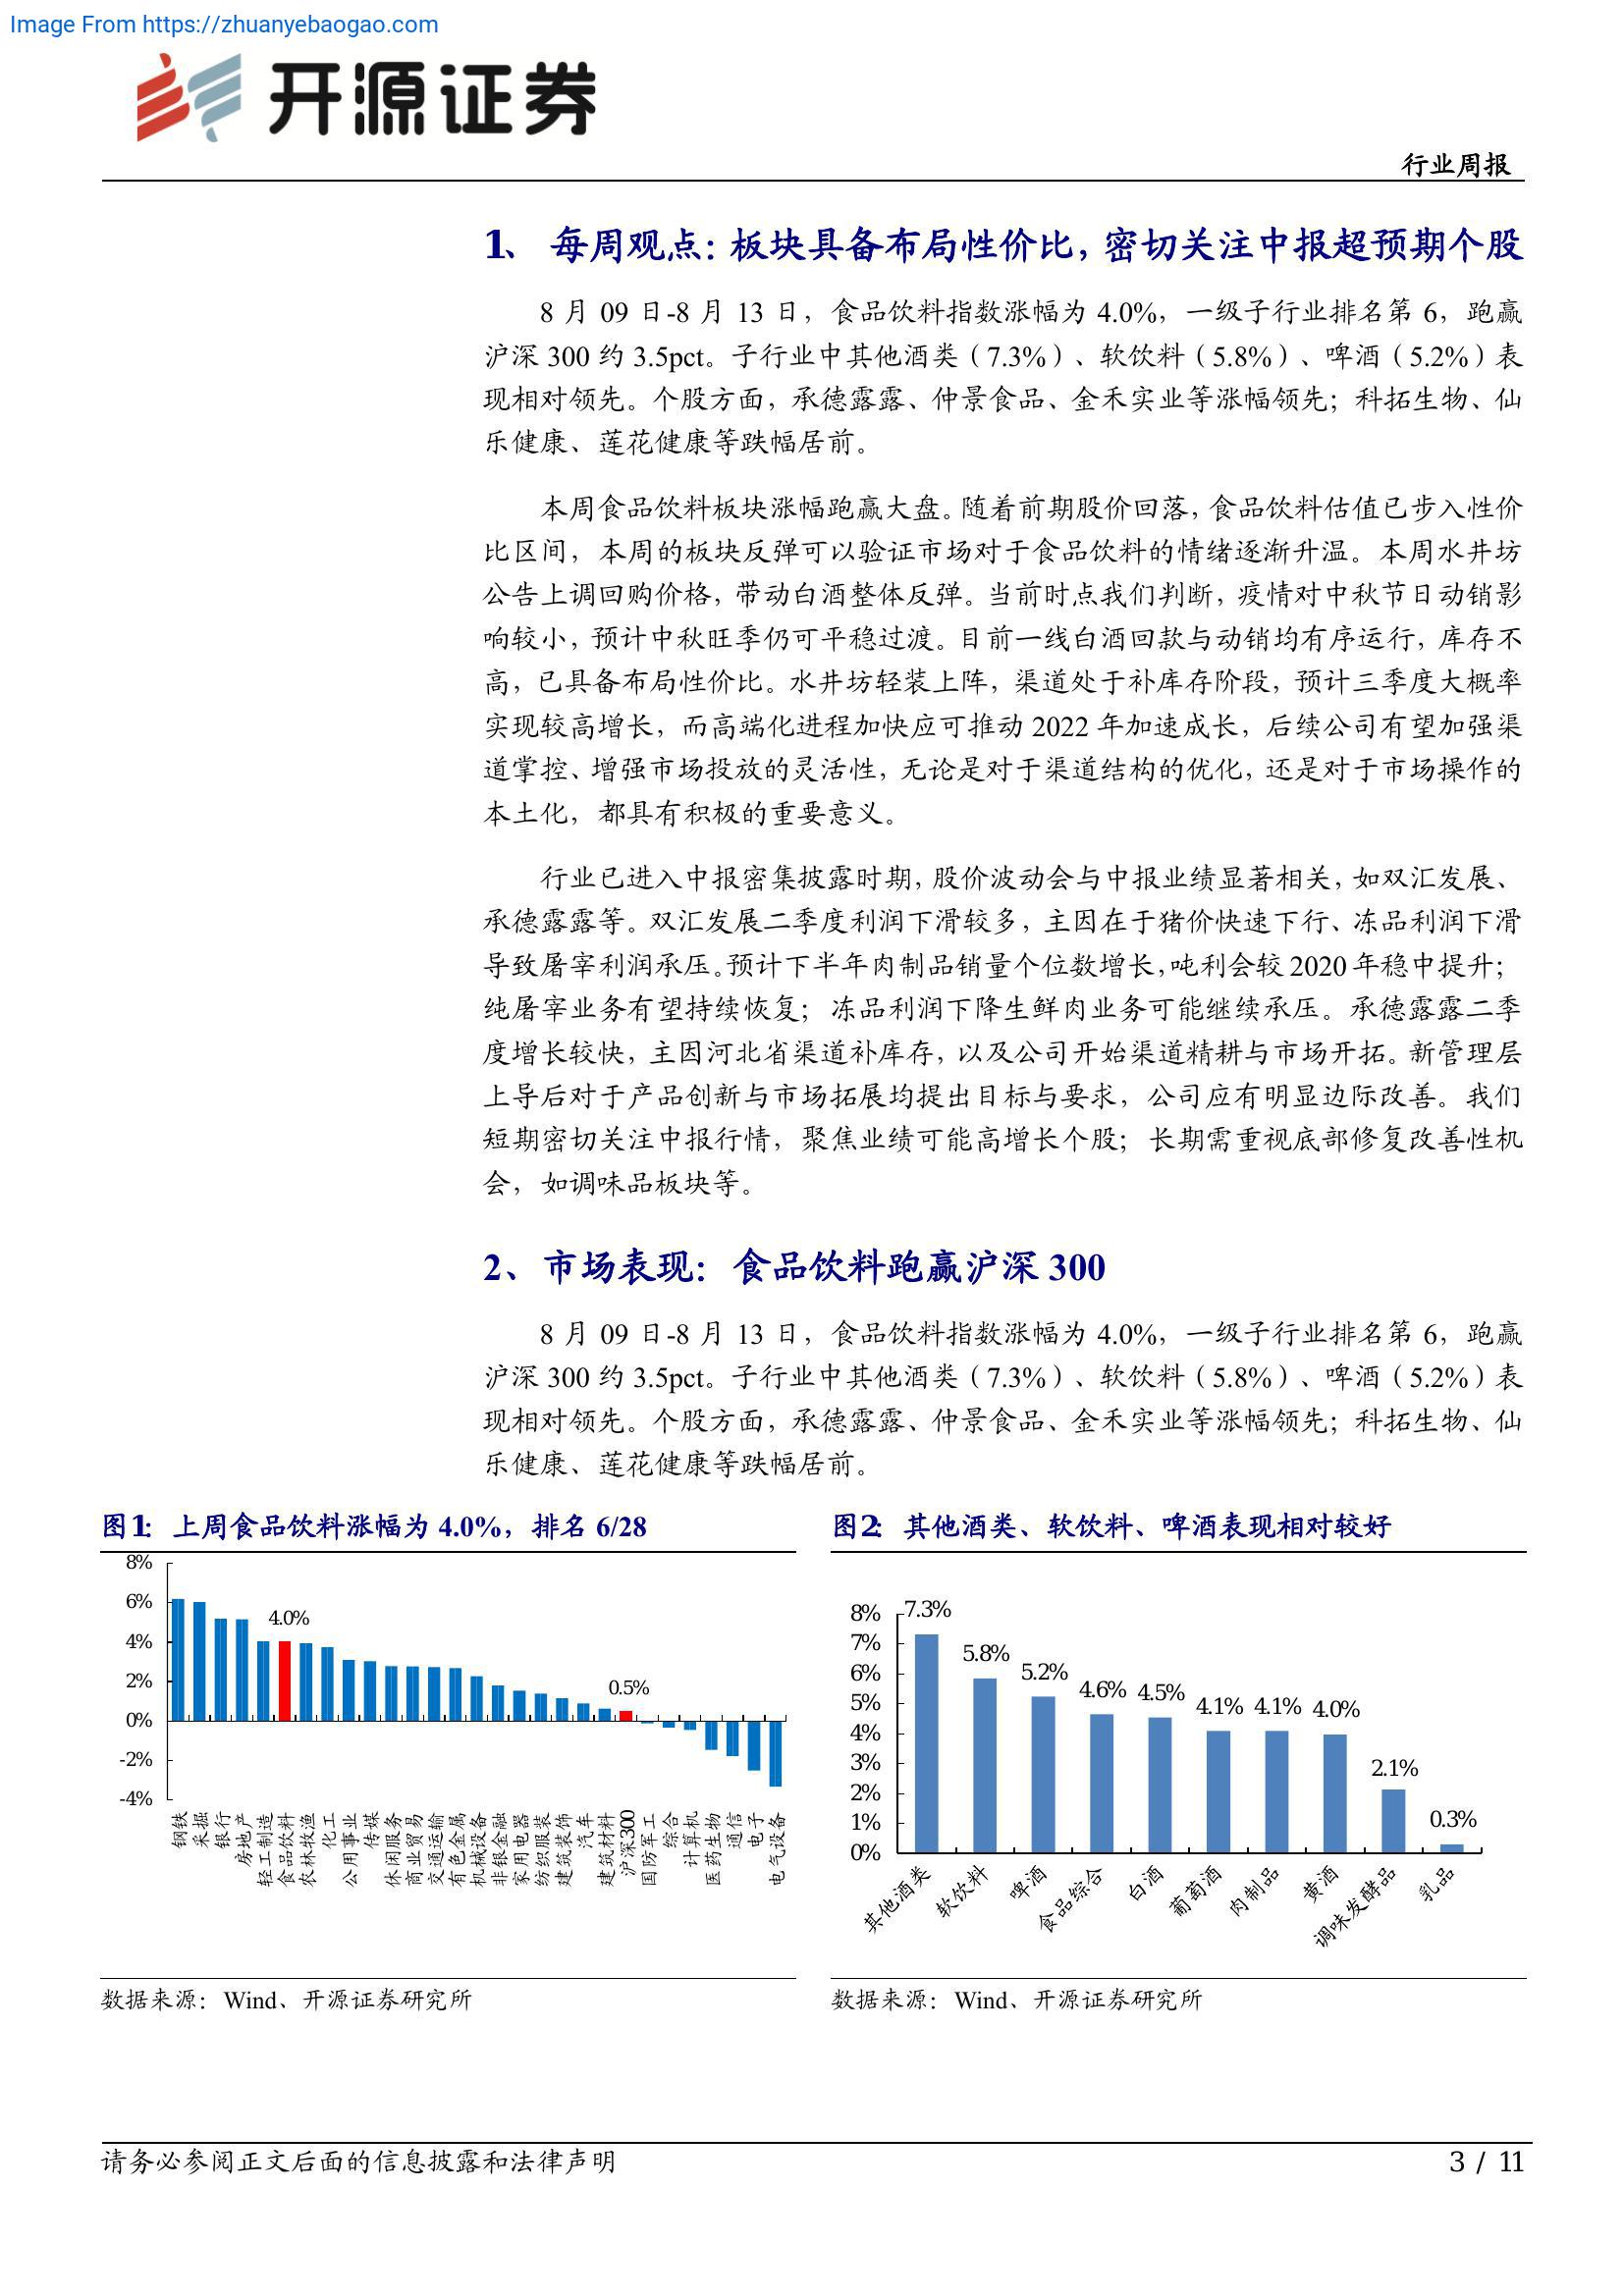 Image From https://zhuanyebaogao.com
开源证券
行业周报
1、 每周观点：板块具备布局性价比，密切关注中报超预期个股
8 月 09 日-8 月 13 日，食品饮料指数涨幅为 4.0%，一级子行业排名第 6，跑赢
沪深 300 约 3.5pct。子行业中其他酒类（7.3%）、软饮料（5.8%）、啤酒（5.2%）表
现相对领先。个股方面，承德露露、仲景食品、金禾实业等涨幅领先；科拓生物、仙
乐健康、莲花健康等跌幅居前。
本周食品饮料板块涨幅跑赢大盘。随着前期股价回落，食品饮料估值已步入性价
比区间，本周的板块反弹可以验证市场对于食品饮料的情绪逐渐升温。本周水井坊
公告上调回购价格，带动白酒整体反弹。当前时点我们判断，疫情对中秋节日动销影
响较小，预计中秋旺季仍可平稳过渡。目前一线白酒回款与动销均有序运行，库存不
高，已具备布局性价比。水井坊轻装上阵，渠道处于补库存阶段，预计三季度大概率
实现较高增长，而高端化进程加快应可推动 2022 年加速成长，后续公司有望加强渠
道掌控、增强市场投放的灵活性，无论是对于渠道结构的优化，还是对于市场操作的
本土化，都具有积极的重要意义。
行业已进入中报密集披露时期，股价波动会与中报业绩显著相关，如双汇发展、
承德露露等。双汇发展二季度利润下滑较多，主因在于猪价快速下行、冻品利润下滑
导致屠宰利润承压。预计下半年肉制品销量个位数增长，吨利会较 2020 年稳中提升；
纯屠宰业务有望持续恢复；冻品利润下降生鲜肉业务可能继续承压。承德露露二季
度增长较快，主因河北省渠道补库存，以及公司开始渠道精耕与市场开拓。新管理层
上导后对于产品创新与市场拓展均提出目标与要求，公司应有明显边际改善。我们
短期密切关注中报行情，聚焦业绩可能高增长个股；长期需重视底部修复改善性机
会，如调味品板块等。
2、 市场表现：食品饮料跑赢沪深 300
8 月 09 日-8 月 13 日，食品饮料指数涨幅为 4.0%，一级子行业排名第 6，跑赢
沪深 300 约 3.5pct。子行业中其他酒类（7.3%）、软饮料（5.8%）、啤酒（5.2%）表
现相对领先。个股方面，承德露露、仲景食品、金禾实业等涨幅领先；科拓生物、仙
乐健康、莲花健康等跌幅居前。
图1：上周食品饮料涨幅为 4.0%，排名 6/28
8%
6%
4%
2%
0%
-2%
-4%
4.0%
0.5%
钢铁
采掘
银行
房地产
轻工制造
食品饮料
农林牧渔
化工
公用事业
传媒
休闲服务
商业贸易
交通运输
有色金属
机械设备
非银金融
家用电器
纺织服装
建筑装饰
汽车
建筑材料
沪深300
国防军工
综合
计算机
医药生物
通信
电子
电气设备
数据来源：Wind、开源证券研究所
图2：其他酒类、软饮料、啤酒表现相对较好
8%
7%
6%
5%
4%
3%
2%
1%
0%
7.3%
5.8%
5.2%
4.6%
4.5%
4.1%
4.1%
4.0%
2.1%
0.3%
其他酒类
软饮料
啤酒
食品综合
白酒
葡萄酒
肉制品
黄酒
调味发酵品
乳品
数据来源：Wind、开源证券研究所
请务必参阅正文后面的信息披露和法律声明
3 / 11